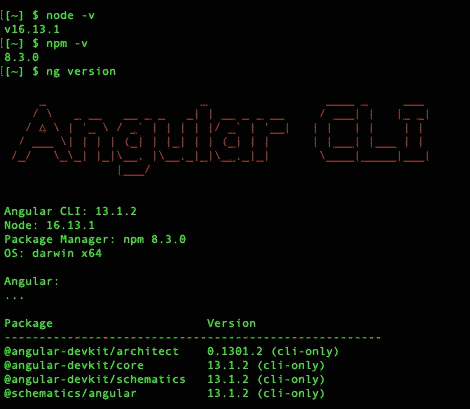 [[~] $ node -v
v16.13.1
[[~] $ npm -v
8.3.0
[[~] $ ng version
Angular CLI
Angular CLI: 13.1.2
Node: 16.13.1
Package Manager: npm 8.3.0
OS: darwin x64
Angular:
...
Package Version
------------------------------------------------------
@angular-devkit/architect 0.1301.2 (cli-only)
@angular-devkit/core 13.1.2 (cli-only)
@angular-devkit/schematics 13.1.2 (cli-only)
@schematics/angular 13.1.2 (cli-only)